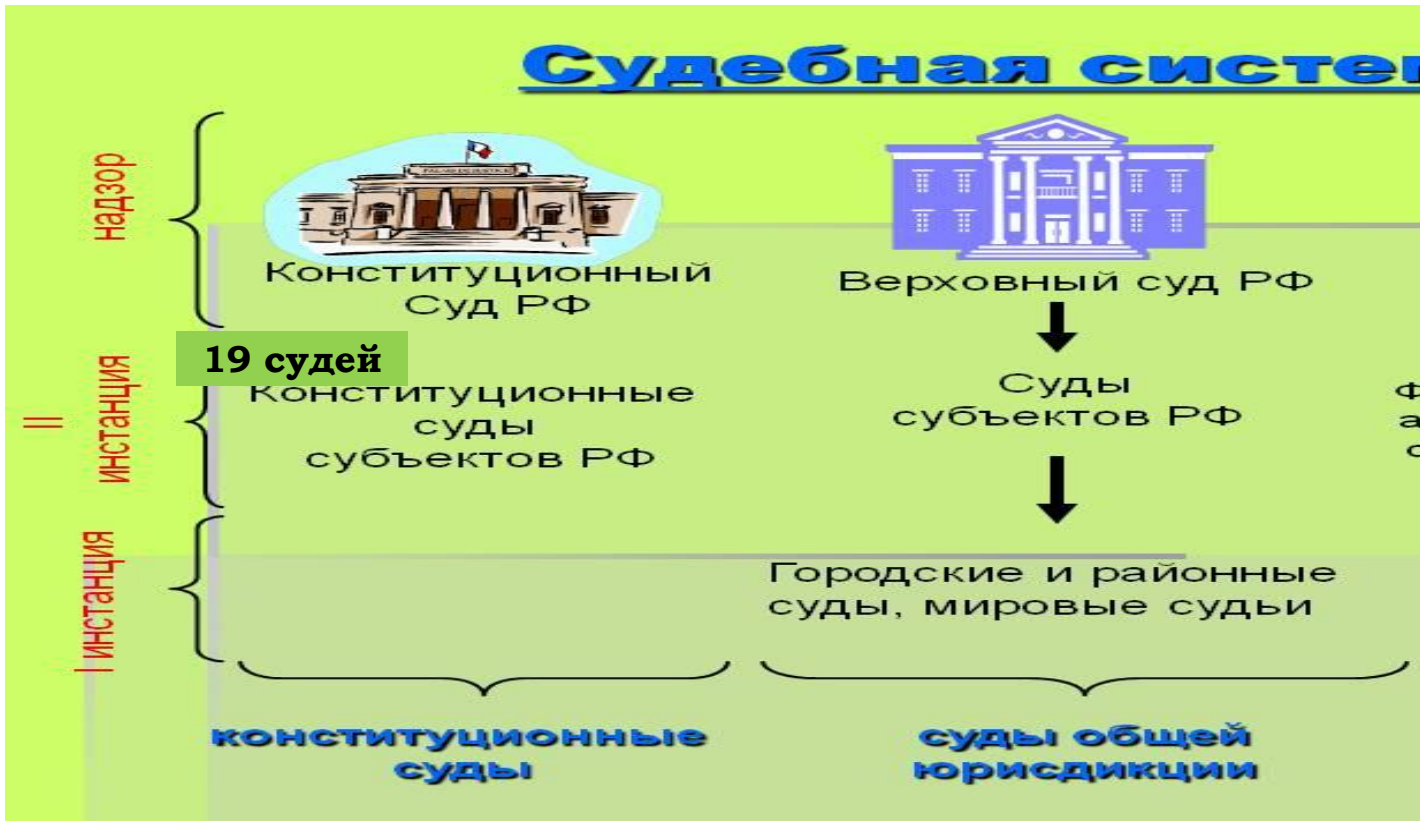 Судебная систем
надзор
Конституционный
Суд РФ
Верховный суд РФ
19 судей
II
инстанция
Конституционные
суды
субъектов РФ
Суды
субъектов РФ
I инстанция
Городские и районные
суды, мировые судьи
конституционные
суды
суды общей
юрисдикции